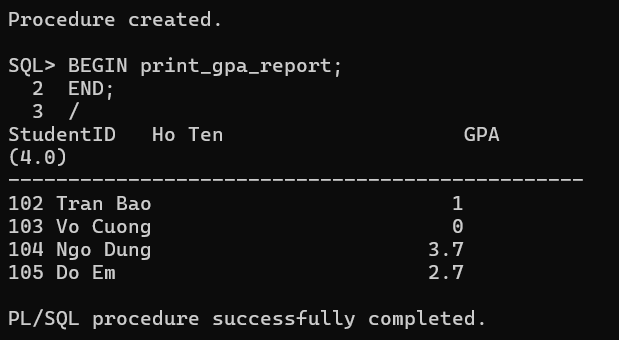 Procedure created.
SQL> BEGIN print_gpa_report;
  2  END;
  3  /
StudentID   Ho Ten                    GPA
(4.0)
------------------------------------------------
102 Tran Bao                         1
103 Vo Cuong                         0
104 Ngo Dung                       3.7
105 Do Em                          2.7
PL/SQL procedure successfully completed.